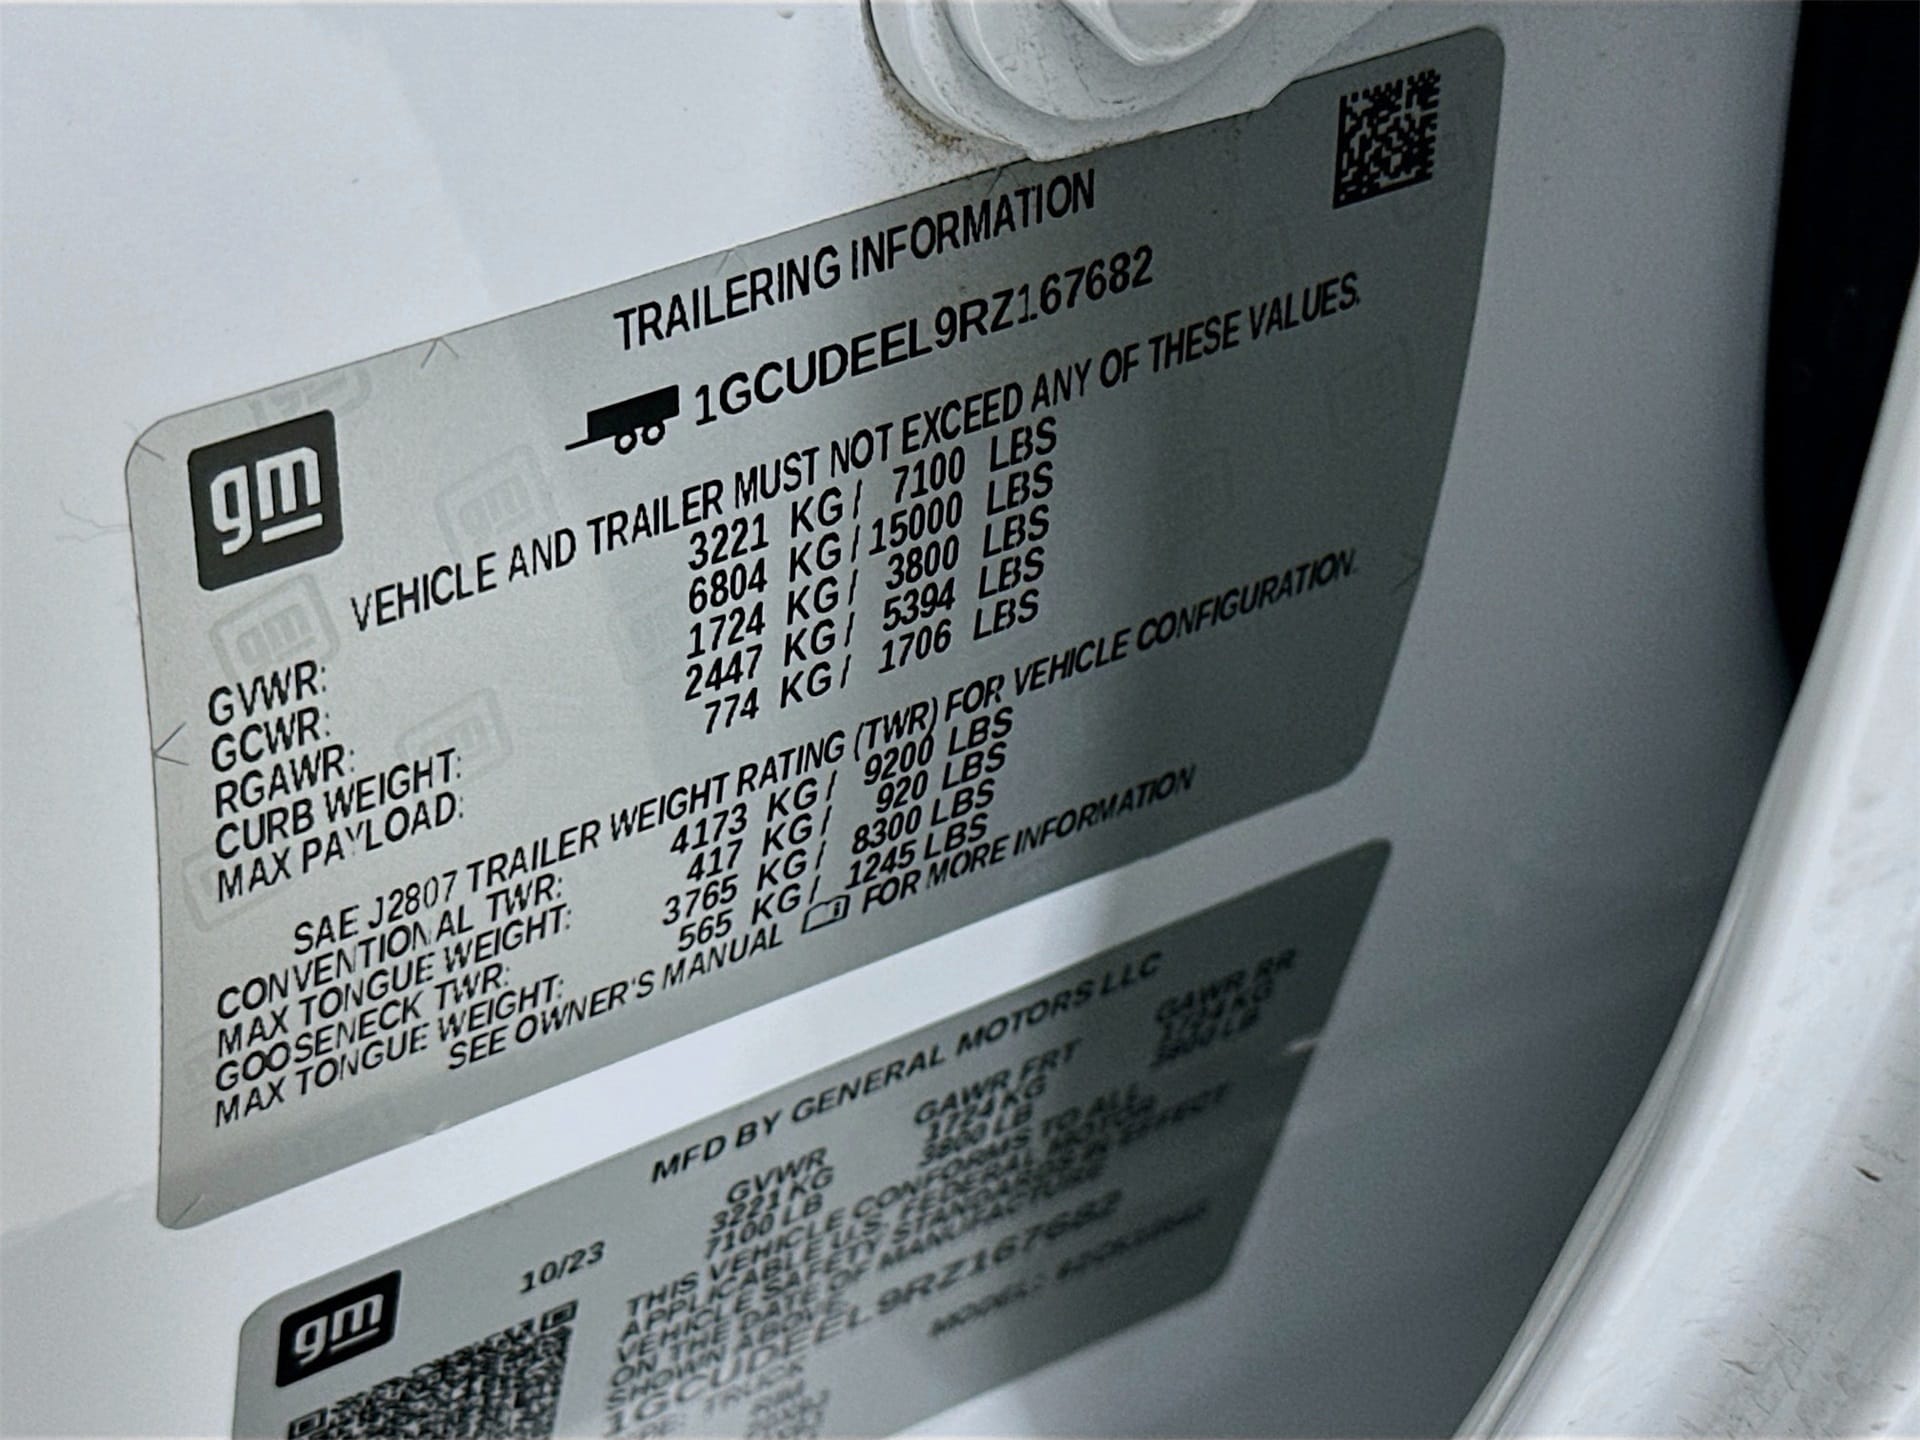 TRAILERING INFORMATION
1GCUDEEL9RZ167682
gm
VEHICLE AND TRAILER MUST NOT EXCEED ANY OF THESE VALUES.
GVWR: 3221 KG/ 7100 LBS
GCWR: 6804 KG/ 15000 LBS
RGAWR: 1724 KG/ 3800 LBS
CURB WEIGHT: 2447 KG/ 5394 LBS
MAX PAYLOAD: 774 KG/ 1706 LBS
SAE J2807 TRAILER WEIGHT RATING (TWR) FOR VEHICLE CONFIGURATION.
CONVENTIONAL TWR: 4173 KG/ 9200 LBS
MAX TONGUE WEIGHT: 417 KG/ 920 LBS
GOOSENECK TWR: 3765 KG/ 8300 LBS
MAX TONGUE WEIGHT: 565 KG/ 1245 LBS
SEE OWNER'S MANUAL FOR MORE INFORMATION
MFD BY GENERAL MOTORS LLC
gm
10/23
GVWR GAWR FRT GAWR RR
3221 KG 1724 KG 1724 KG
7100 LB 3800 LB 3800 LB
THIS VEHICLE CONFORMS TO ALL
APPLICABLE U.S. FEDERAL MOTOR
VEHICLE SAFETY STANDARDS IN EFFECT
ON THE DATE OF MANUFACTURE
SHOWN ABOVE.
1GCUDEEL9RZ167682
TRUCK MODEL: